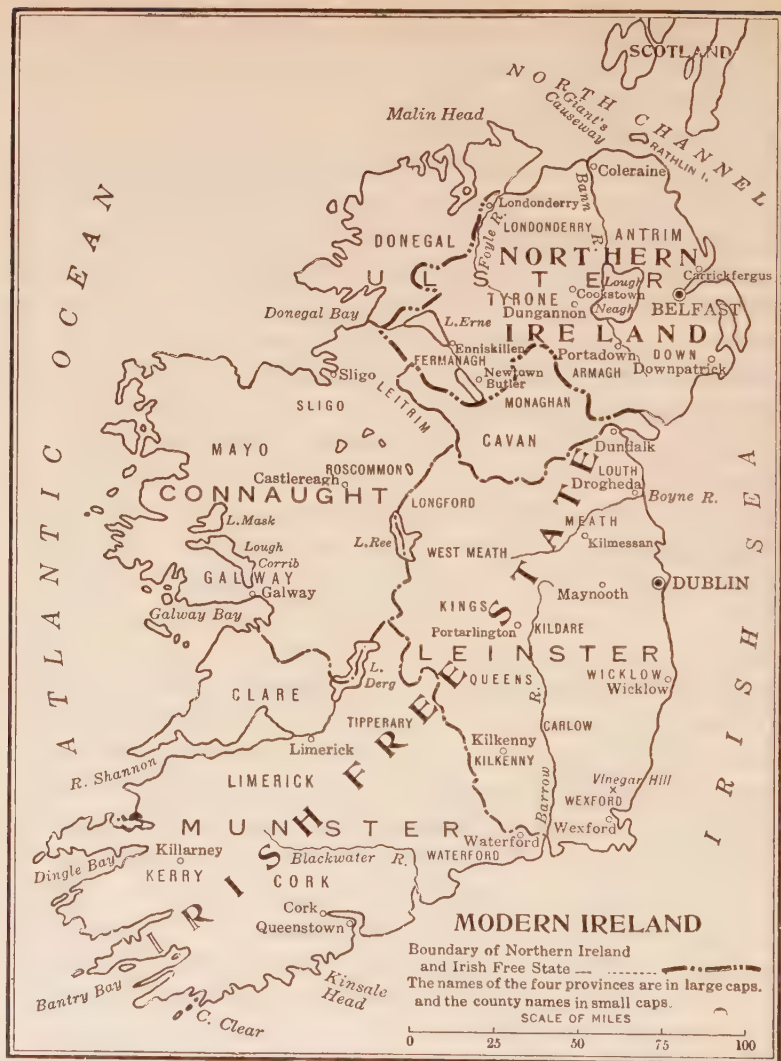 SCOTLAND
NORTH CHANNEL
Giant's
Causeway
RATHLIN I.
Malin Head
Coleraine
Bann R.
Londonderry
LONDONDERRY
Foyle R.
ANTRIM
DONEGAL
NORTHERN
IRELAND
ULSTER
Carrickfergus
Lough
Neagh
TYRONE
Cookstown
Dungannon
BELFAST
Donegal Bay
L.Erne
Enniskillen
FERMANAGH
Newtown
Butler
Portadown
DOWN
Downpatrick
ARMAGH
MONAGHAN
Sligo
SLIGO
LEITRIM
CAVAN
Dundalk
LOUTH
Drogheda
Boyne R.
MAYO
ROSCOMMON
Castlereagh
CONNAUGHT
LONGFORD
MEATH
Kilmessan
L.Mask
Lough
Corrib
L.Ree
WEST MEATH
GALWAY
Galway
Galway Bay
Maynooth
DUBLIN
KINGS
Portarlington
KILDARE
LEINSTER
QUEENS
WICKLOW
Wicklow
L.
Derg
CLARE
TIPPERARY
CARLOW
Barrow R.
Kilkenny
KILKENNY
Limerick
R. Shannon
LIMERICK
Vinegar Hill
x
WEXFORD
Wexford
MUNSTER
Waterford
WATERFORD
Blackwater R.
Dingle Bay
Killarney
KERRY
CORK
Cork
Queenstown
Bantry Bay
C. Clear
Kinsale
Head
IRISH FREE STATE
ATLANTIC OCEAN
IRISH SEA
MODERN IRELAND
Boundary of Northern Ireland
and Irish Free State
The names of the four provinces are in large caps.
and the county names in small caps.
SCALE OF MILES
0 25 50 75 100